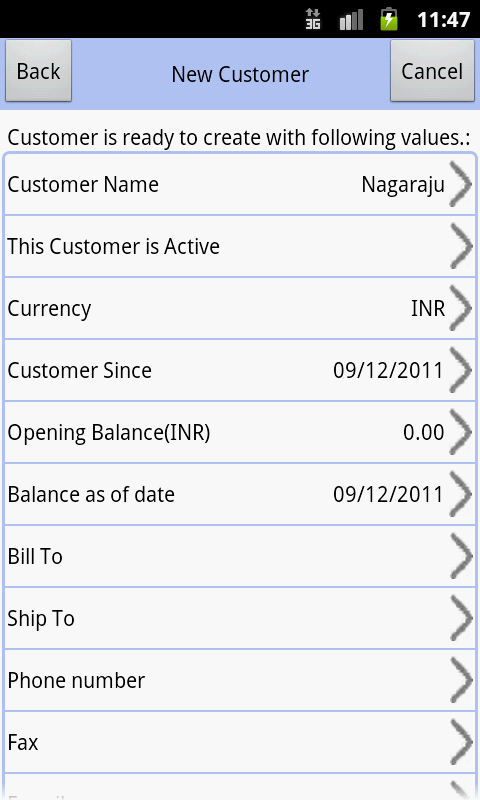 3G 11:47
Back New Customer Cancel
Customer is ready to create with following values.:
Customer Name Nagaraju
This Customer is Active
Currency INR
Customer Since 09/12/2011
Opening Balance(INR) 0.00
Balance as of date 09/12/2011
Bill To
Ship To
Phone number
Fax